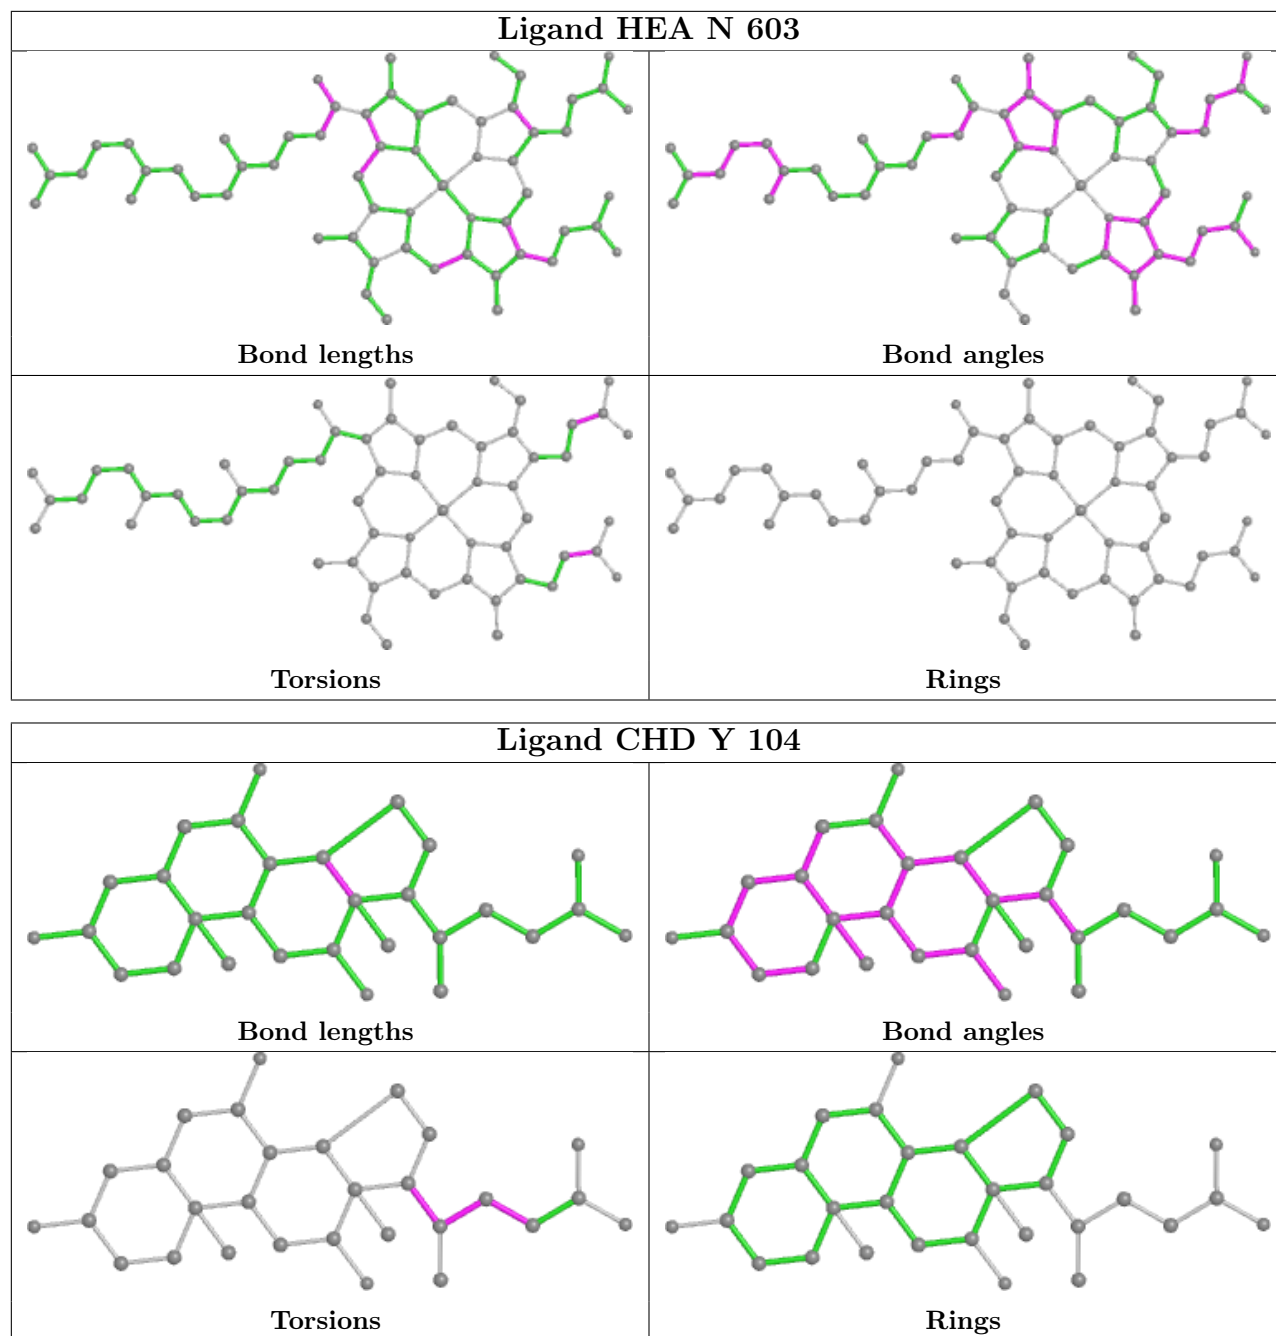 Ligand HEA N 603
Bond lengths
Bond angles
Torsions
Rings
Ligand CHD Y 104
Bond lengths
Bond angles
Torsions
Rings